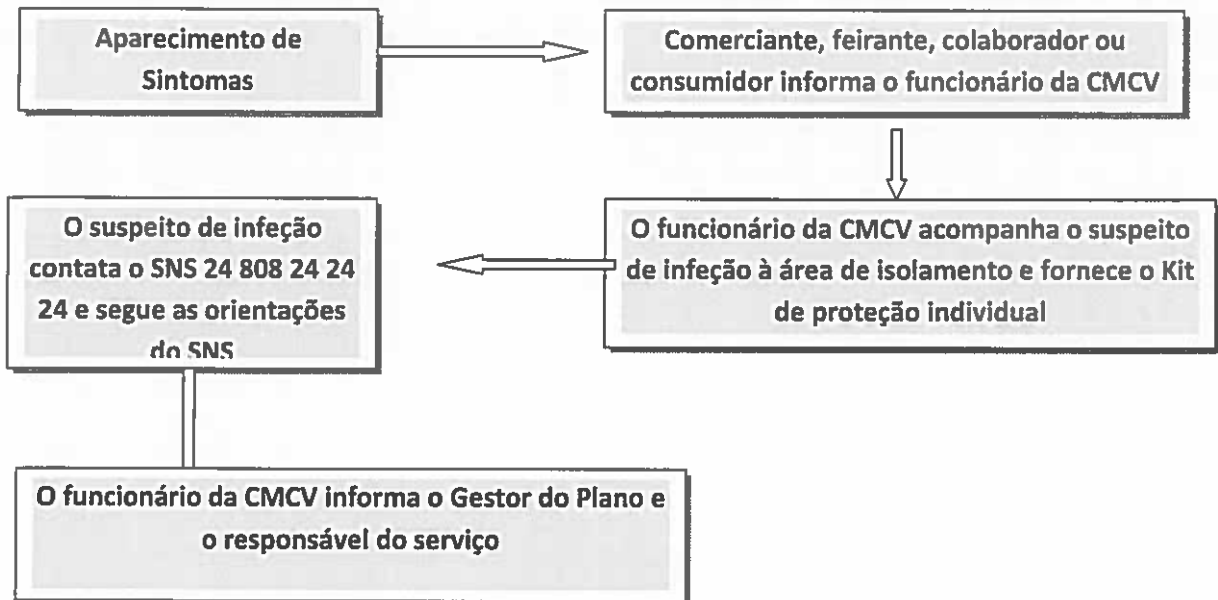 Aparecimento de
Sintomas
Comerciante, feirante, colaborador ou
consumidor informa o funcionário da CMCV
O funcionário da CMCV acompanha o suspeito
de infeção à área de isolamento e fornece o Kit
de proteção individual
O suspeito de infeção
contata o SNS 24 808 24 24
24 e segue as orientações
do SNS
O funcionário da CMCV informa o Gestor do Plano e
o responsável do serviço